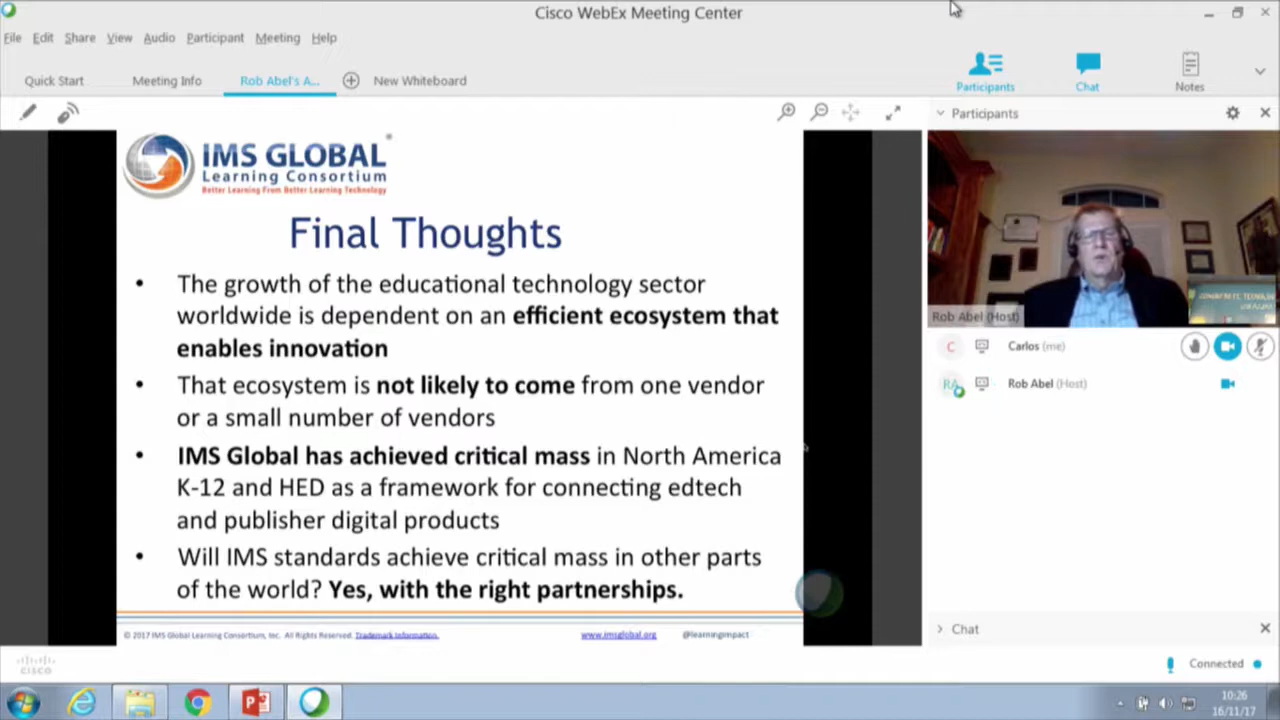 Cisco WebEx Meeting Center
File Edit Share View Audio Participant Meeting Help
Quick Start Meeting Info Rob Abel's A... New Whiteboard
Participants Chat Notes
Participants
IMS GLOBAL
Learning Consortium
Better Learning From Better Learning Technology
Final Thoughts
• The growth of the educational technology sector
worldwide is dependent on an efficient ecosystem that
enables innovation
• That ecosystem is not likely to come from one vendor
or a small number of vendors
• IMS Global has achieved critical mass in North America
K-12 and HED as a framework for connecting edtech
and publisher digital products
• Will IMS standards achieve critical mass in other parts
of the world? Yes, with the right partnerships.
© 2017 IMS Global Learning Consortium, Inc. All Rights Reserved. Trademark Information.
www.imsglobal.org @learningimpact
Rob Abel (Host)
C Carlos (me)
RA Rob Abel (Host)
Chat
Connected
cisco
10:26
16/11/17